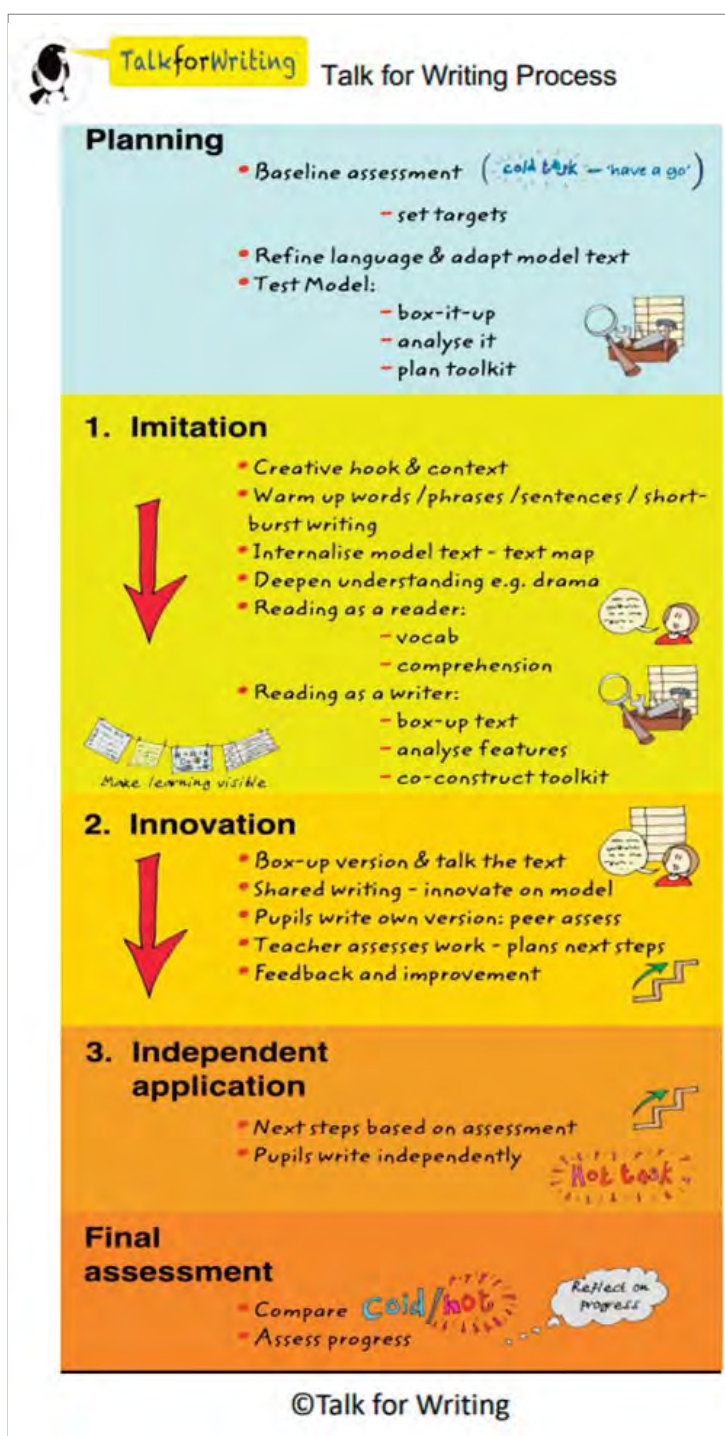 TalkforWriting Talk for Writing Process
Planning
• Baseline assessment (cold task – 'have a go')
– set targets
• Refine language & adapt model text
• Test Model:
– box-it-up
– analyse it
– plan toolkit
1. Imitation
• Creative hook & context
• Warm up words /phrases /sentences / short-
burst writing
• Internalise model text - text map
• Deepen understanding e.g. drama
• Reading as a reader:
– vocab
– comprehension
• Reading as a writer:
– box-up text
– analyse features
– co-construct toolkit
Make learning visible
2. Innovation
• Box-up version & talk the text
• Shared writing - innovate on model
• Pupils write own version: peer assess
• Teacher assesses work - plans next steps
• Feedback and improvement
3. Independent
application
• Next steps based on assessment
• Pupils write independently
Hot task
Final
assessment
• Compare cold/hot
• Assess progress
Reflect on
progress
©Talk for Writing